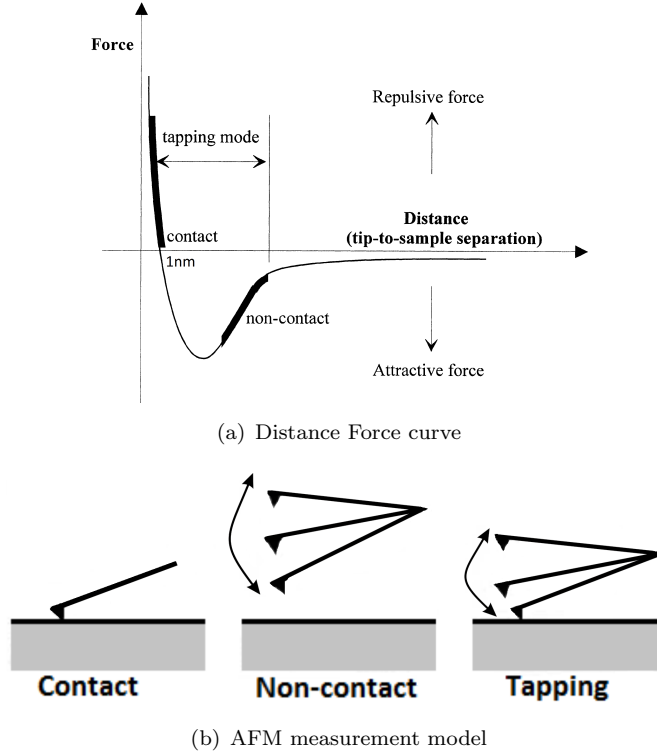 Force
Repulsive force
tapping mode
Distance
(tip-to-sample separation)
contact
1nm
non-contact
Attractive force
(a) Distance Force curve
Contact
Non-contact
Tapping
(b) AFM measurement model